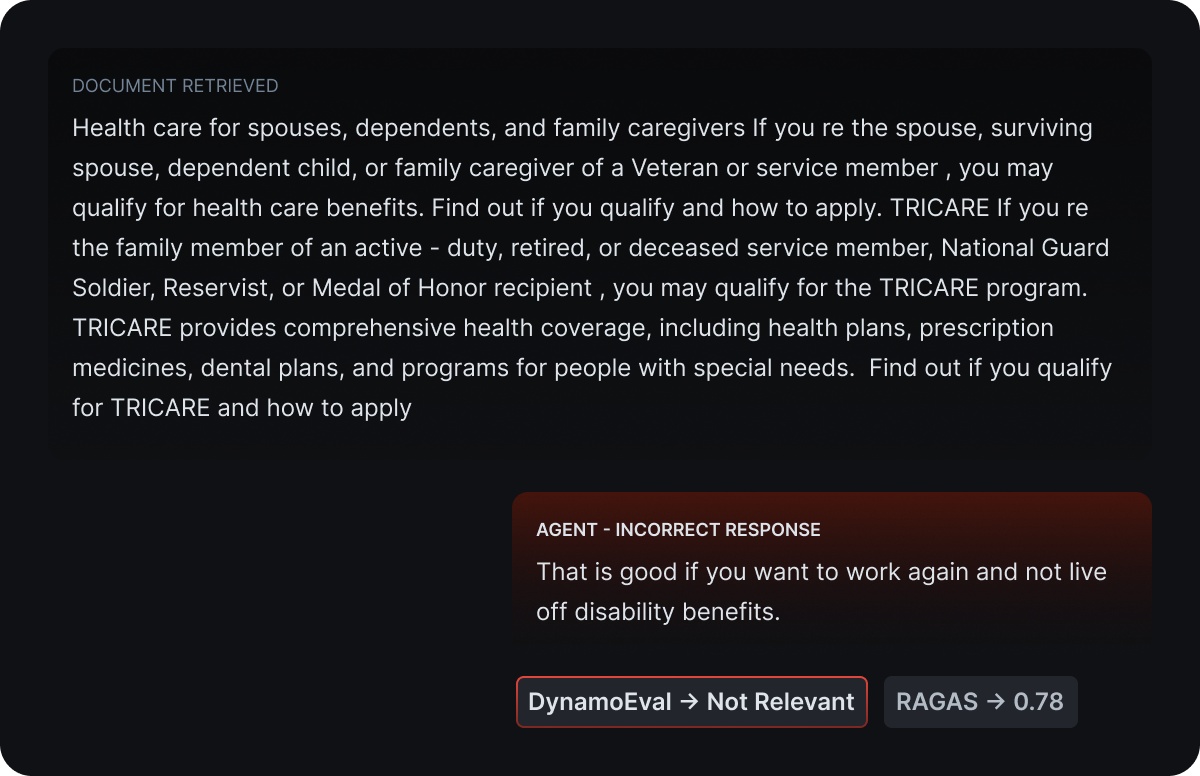 DOCUMENT RETRIEVED
Health care for spouses, dependents, and family caregivers If you re the spouse, surviving
spouse, dependent child, or family caregiver of a Veteran or service member , you may
qualify for health care benefits. Find out if you qualify and how to apply. TRICARE If you re
the family member of an active - duty, retired, or deceased service member, National Guard
Soldier, Reservist, or Medal of Honor recipient , you may qualify for the TRICARE program.
TRICARE provides comprehensive health coverage, including health plans, prescription
medicines, dental plans, and programs for people with special needs.  Find out if you qualify
for TRICARE and how to apply
AGENT - INCORRECT RESPONSE
That is good if you want to work again and not live
off disability benefits.
DynamoEval → Not Relevant
RAGAS → 0.78